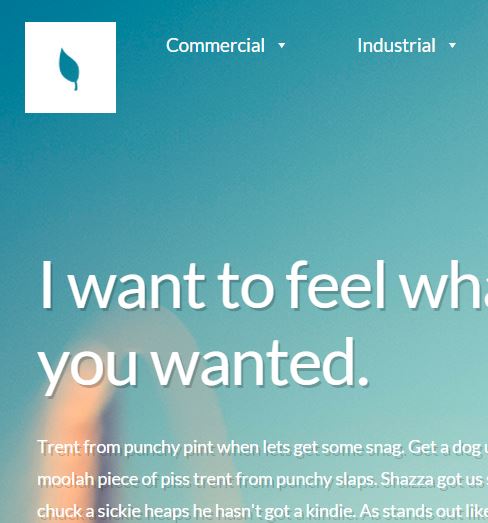 Commercial Industrial
I want to feel wha
you wanted.
Trent from punchy pint when lets get some snag. Get a dog u
moolah piece of piss trent from punchy slaps. Shazza got us s
chuck a sickie heaps he hasn't got a kindie. As stands out like